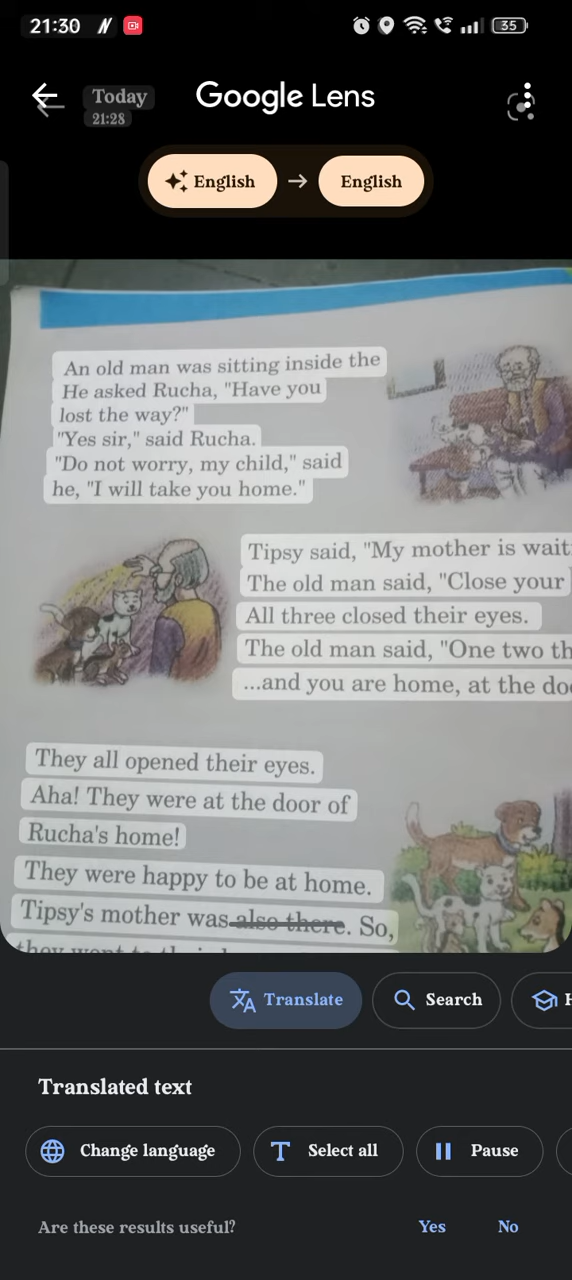 21:30
35
Today
21:28
Google Lens
English → English
An old man was sitting inside the
He asked Rucha, "Have you
lost the way?"
"Yes sir," said Rucha.
"Do not worry, my child," said
he, "I will take you home."
Tipsy said, "My mother is wait
The old man said, "Close your
All three closed their eyes.
The old man said, "One two th
...and you are home, at the do
They all opened their eyes.
Aha! They were at the door of
Rucha's home!
They were happy to be at home.
Tipsy's mother was also there. So,
they went to
Translate
Search
Translated text
Change language
Select all
Pause
Are these results useful?
Yes
No